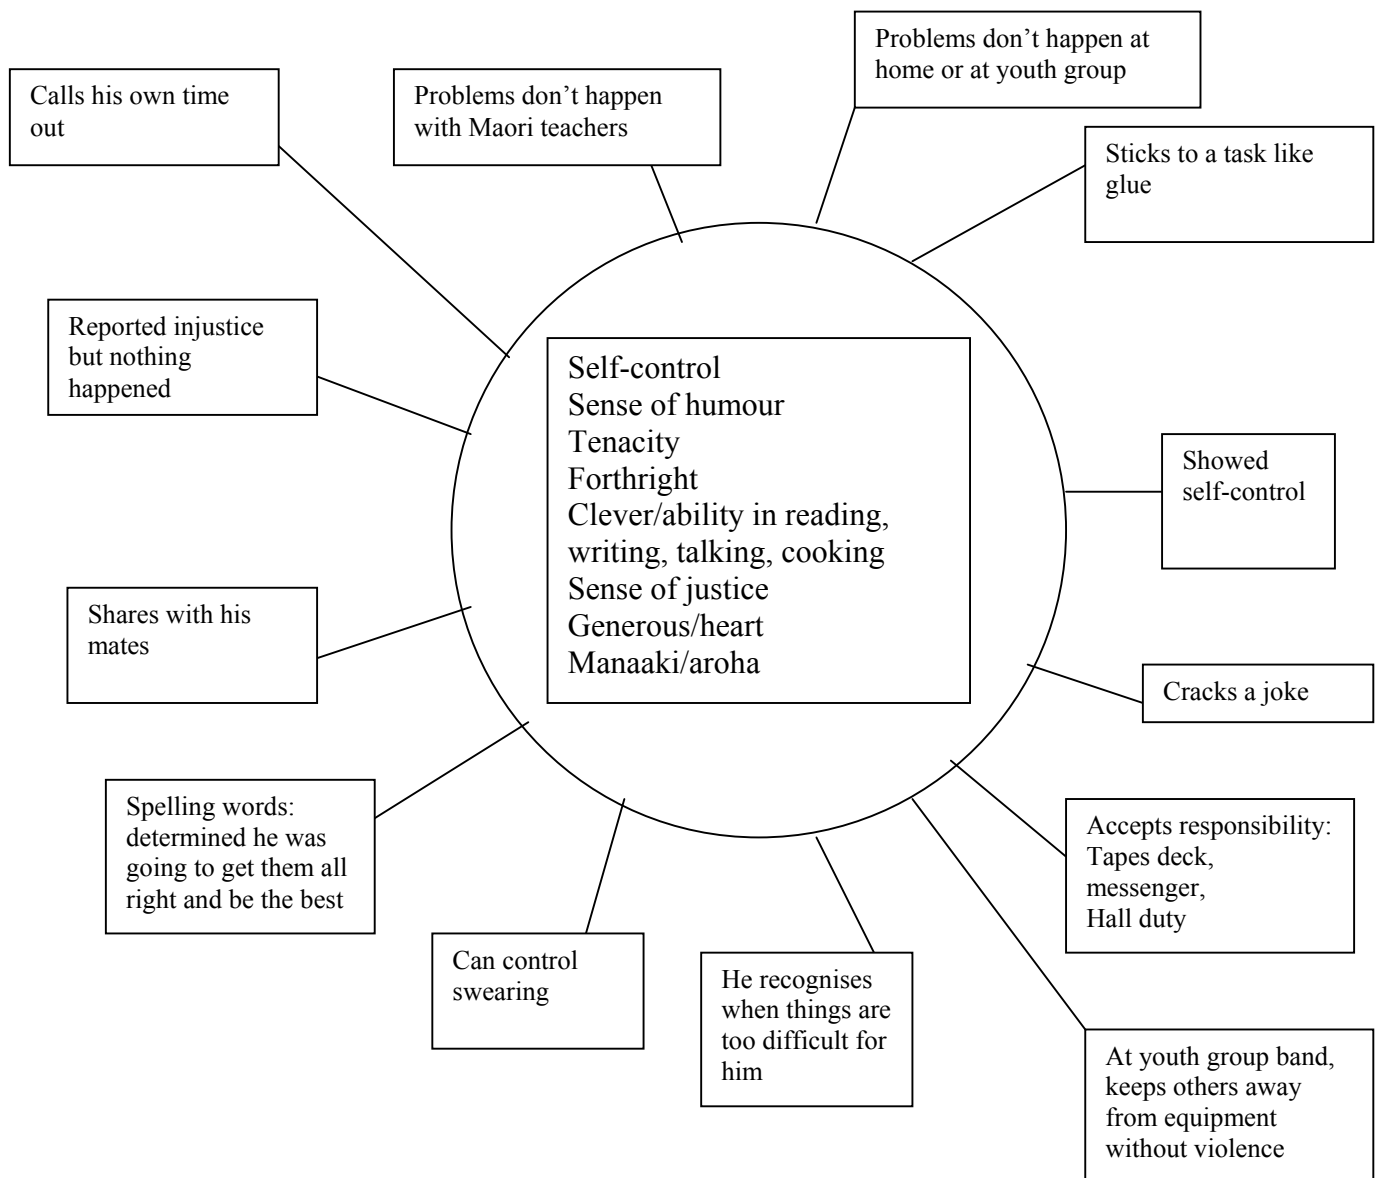 Problems don’t happen at
home or at youth group
Calls his own time
out
Problems don’t happen
with Maori teachers
Sticks to a task like
glue
Reported injustice
but nothing
happened
Self-control
Sense of humour
Tenacity
Forthright
Clever/ability in reading,
writing, talking, cooking
Sense of justice
Generous/heart
Manaaki/aroha
Showed
self-control
Shares with his
mates
Cracks a joke
Spelling words:
determined he was
going to get them all
right and be the best
Accepts responsibility:
Tapes deck,
messenger,
Hall duty
Can control
swearing
He recognises
when things are
too difficult for
him
At youth group band,
keeps others away
from equipment
without violence